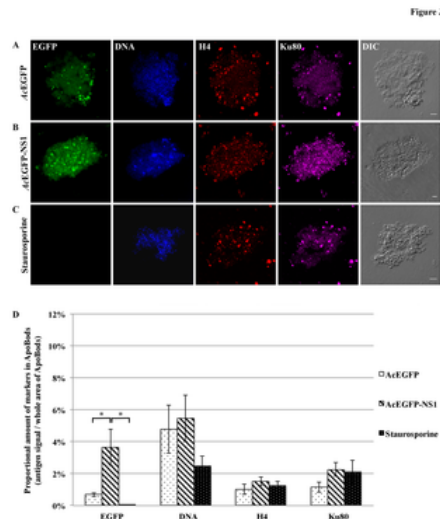 Figure
A
EGFP DNA H4 Ku80 DIC
AcEGFP
B
AcEGFP-NS1
C
Staurosporine
D
Proportional amount of markers in ApoBods
(antigen signal / whole area of ApoBods)
12%
10%
8%
6%
4%
2%
0%
* *
EGFP DNA H4 Ku80
AcEGFP
AcEGFP-NS1
Staurosporine